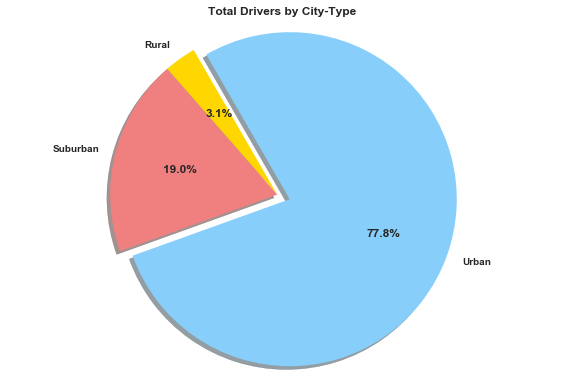 Total Drivers by City-Type
Rural
3.1%
Suburban
19.0%
77.8%
Urban